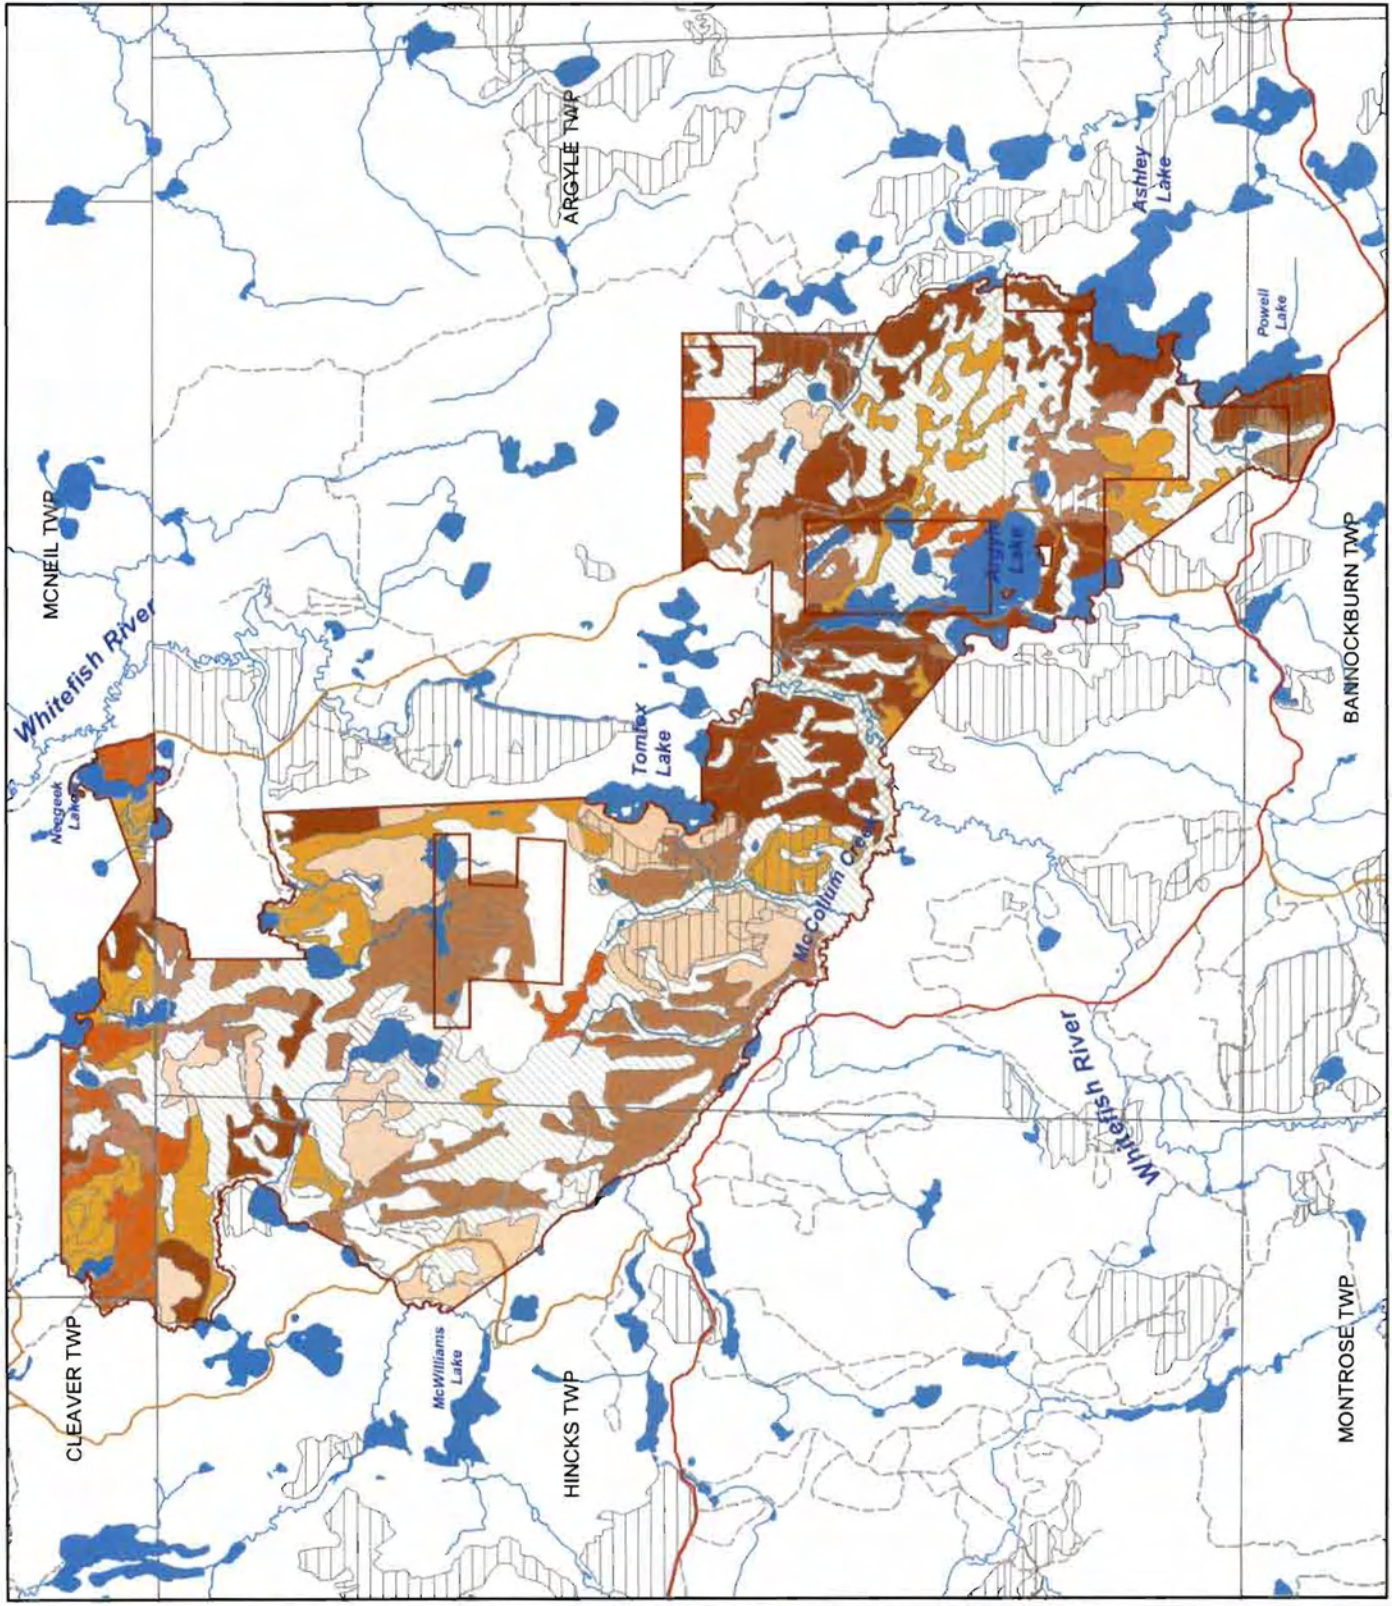 MCNEIL TWP
Whitefish River
Neegeek
Lake
CLEAVER TWP
ARGYLE TWP
Tomlox
Lake
McWilliams
Lake
HINCKS TWP
McCollum Creek
Argyle
Lake
Ashley
Lake
Powell
Lake
BANNOCKBURN TWP
Whitefish River
MONTROSE TWP